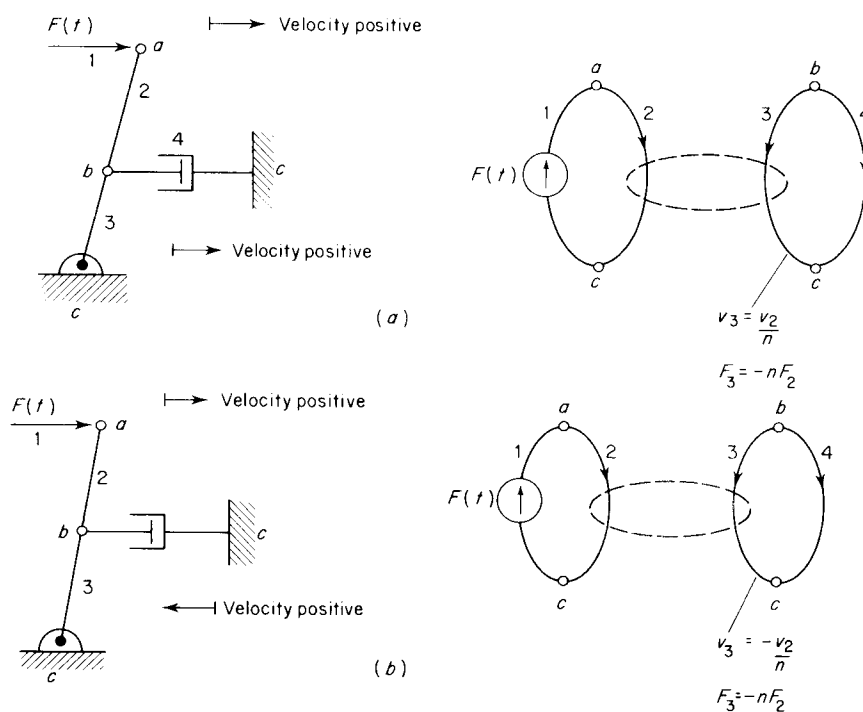 F(t)
1
a
Velocity positive
2
4
b
c
3
Velocity positive
c
(a)
a
1
2
F(t)
c
b
3
4
c
v3 = v2/n
F3 = -nF2
F(t)
1
a
Velocity positive
2
b
c
3
Velocity positive
c
(b)
a
1
2
F(t)
c
b
3
4
c
v3 = -v2/n
F3 = -nF2